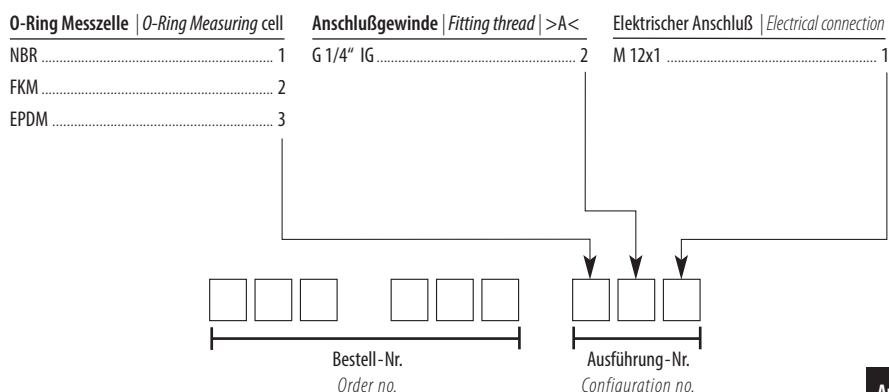 O-Ring Messzelle | O-Ring Measuring cell
NBR ........................................................ 1
FKM ........................................................ 2
EPDM ...................................................... 3
Anschlußgewinde | Fitting thread | >A<
G 1/4“ IG .................................................. 2
Elektrischer Anschluß | Electrical connection
M 12x1 ..................................................... 1
Bestell-Nr.
Order no.
Ausführung-Nr.
Configuration no.